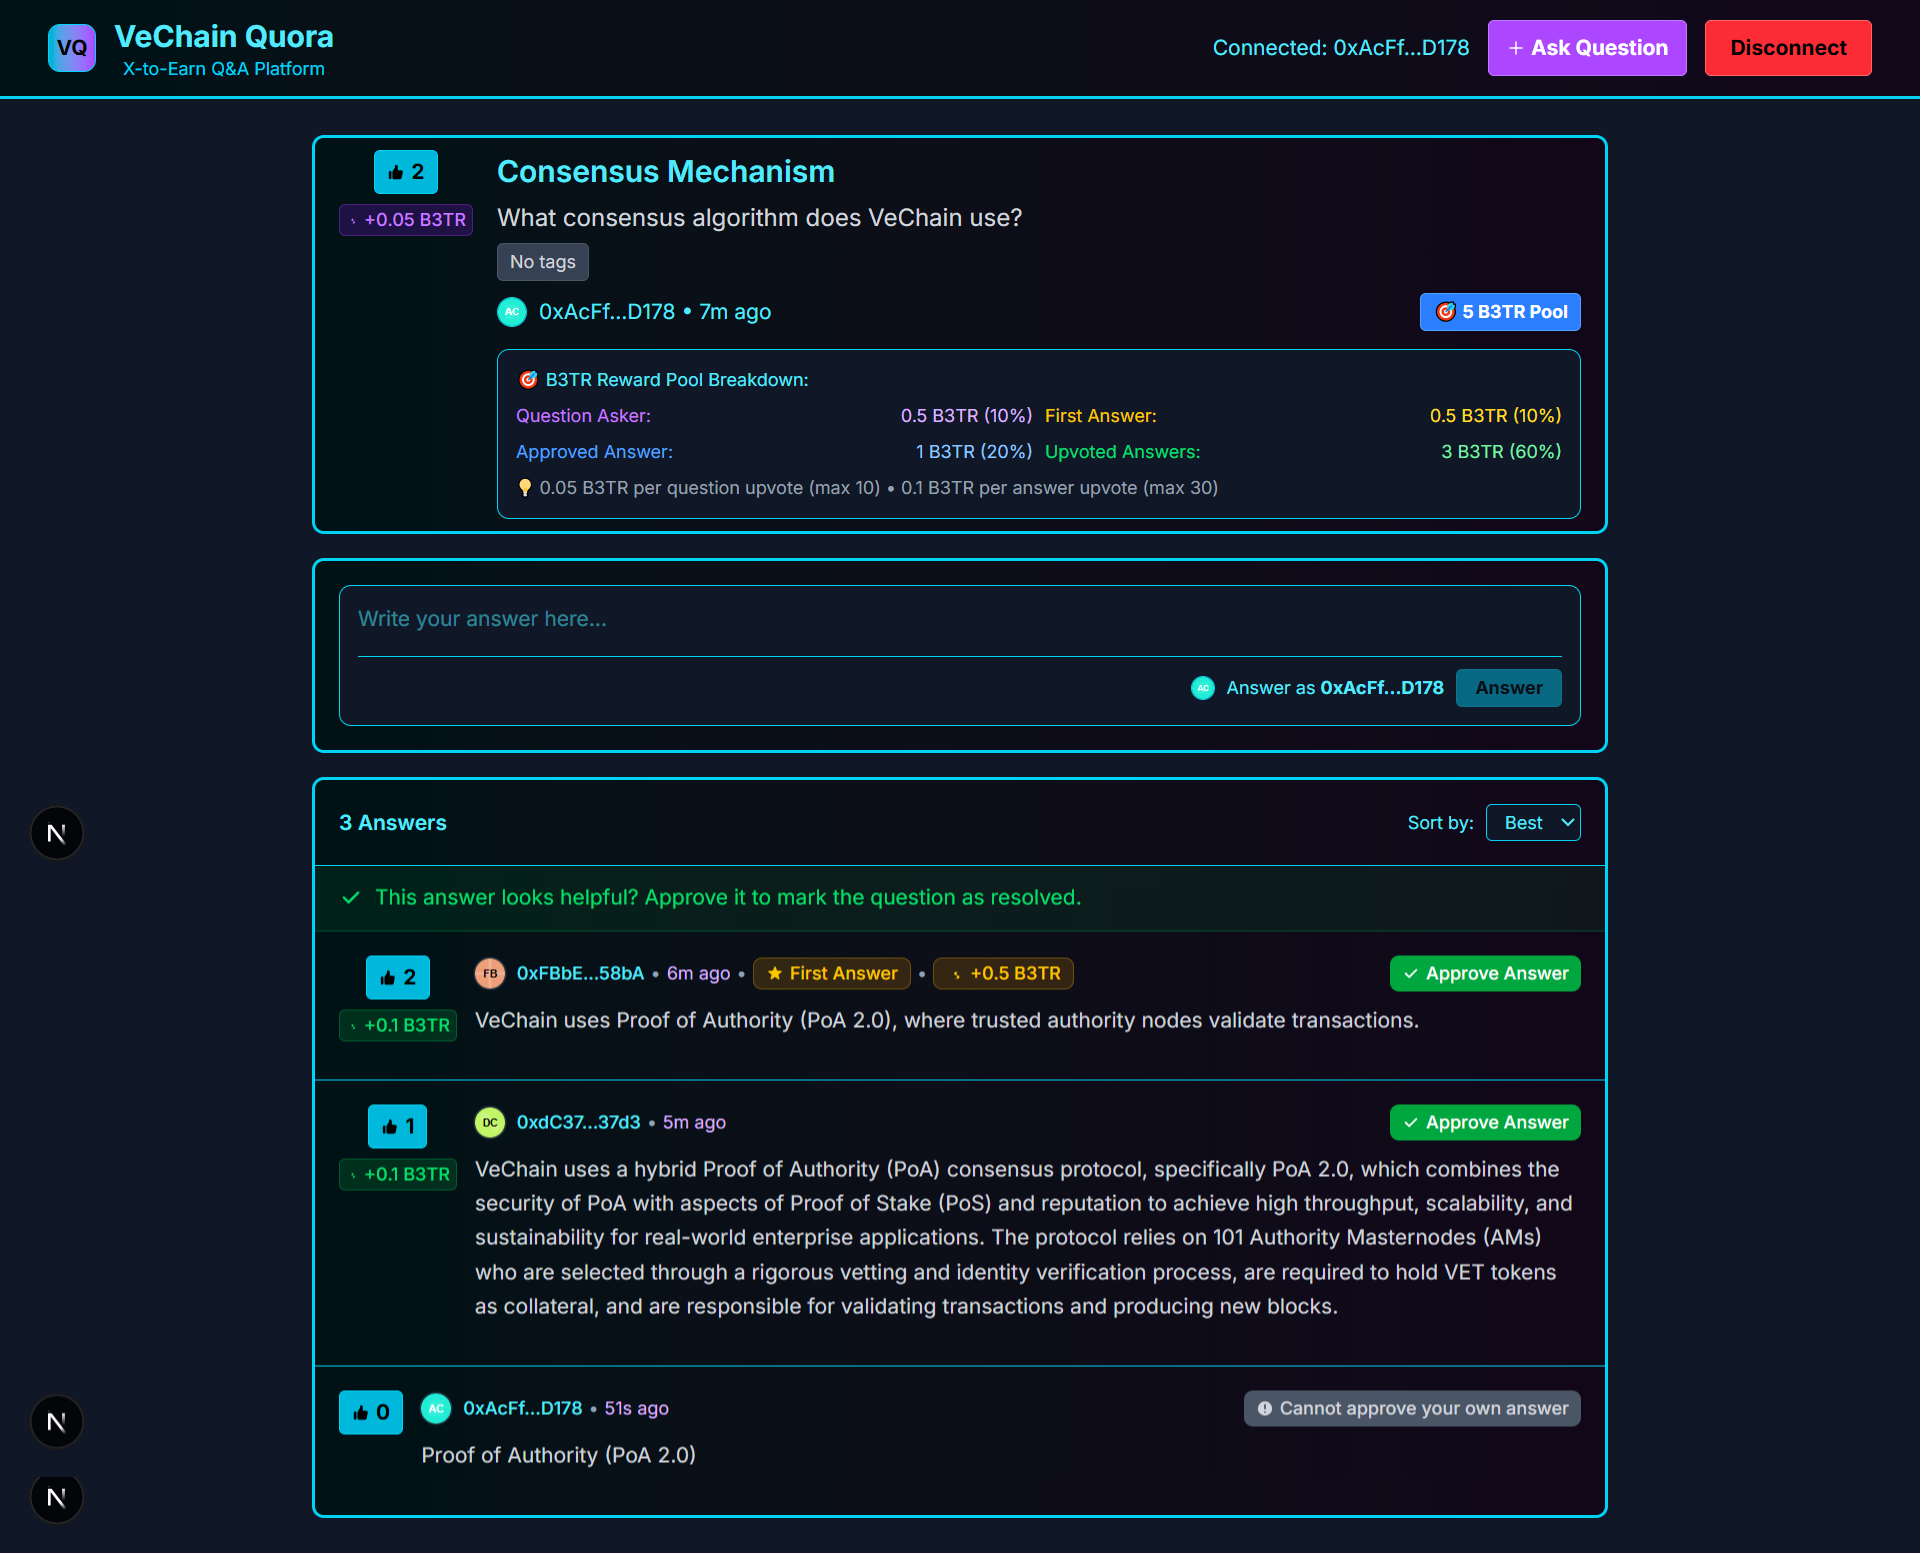 VQ
VeChain Quora
X-to-Earn Q&A Platform
Connected: 0xAcFf...D178
+ Ask Question
Disconnect
2
+0.05 B3TR
Consensus Mechanism
What consensus algorithm does VeChain use?
No tags
AC 0xAcFf...D178 • 7m ago
5 B3TR Pool
B3TR Reward Pool Breakdown:
Question Asker: 0.5 B3TR (10%) First Answer: 0.5 B3TR (10%)
Approved Answer: 1 B3TR (20%) Upvoted Answers: 3 B3TR (60%)
0.05 B3TR per question upvote (max 10) • 0.1 B3TR per answer upvote (max 30)
Write your answer here...
AC Answer as 0xAcFf...D178 Answer
3 Answers
Sort by: Best
This answer looks helpful? Approve it to mark the question as resolved.
2
+0.1 B3TR
FB 0xFBbE...58bA • 6m ago • First Answer • +0.5 B3TR
Approve Answer
VeChain uses Proof of Authority (PoA 2.0), where trusted authority nodes validate transactions.
1
+0.1 B3TR
DC 0xdC37...37d3 • 5m ago
Approve Answer
VeChain uses a hybrid Proof of Authority (PoA) consensus protocol, specifically PoA 2.0, which combines the
security of PoA with aspects of Proof of Stake (PoS) and reputation to achieve high throughput, scalability, and
sustainability for real-world enterprise applications. The protocol relies on 101 Authority Masternodes (AMs)
who are selected through a rigorous vetting and identity verification process, are required to hold VET tokens
as collateral, and are responsible for validating transactions and producing new blocks.
0
AC 0xAcFf...D178 • 51s ago
Cannot approve your own answer
Proof of Authority (PoA 2.0)
N
N
N